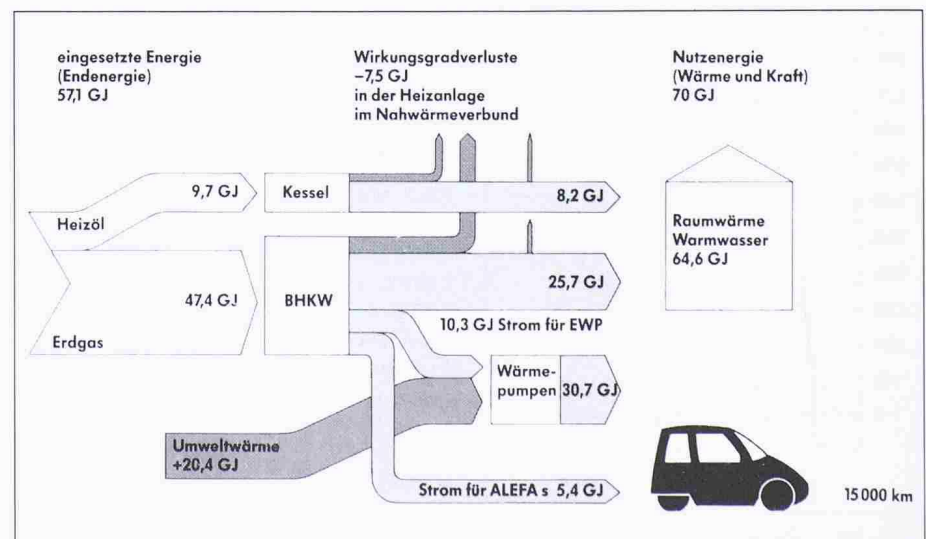 eingesetzte Energie
(Endenergie)
57,1 GJ
Wirkungsgradverluste
–7,5 GJ
in der Heizanlage
im Nahwärmeverbund
Nutzenergie
(Wärme und Kraft)
70 GJ
9,7 GJ
Kessel
8,2 GJ
Heizöl
Raumwärme
Warmwasser
64,6 GJ
47,4 GJ
BHKW
25,7 GJ
10,3 GJ Strom für EWP
Erdgas
Wärme-
pumpen
30,7 GJ
Umweltwärme
+20,4 GJ
Strom für ALEFA s 5,4 GJ
15 000 km